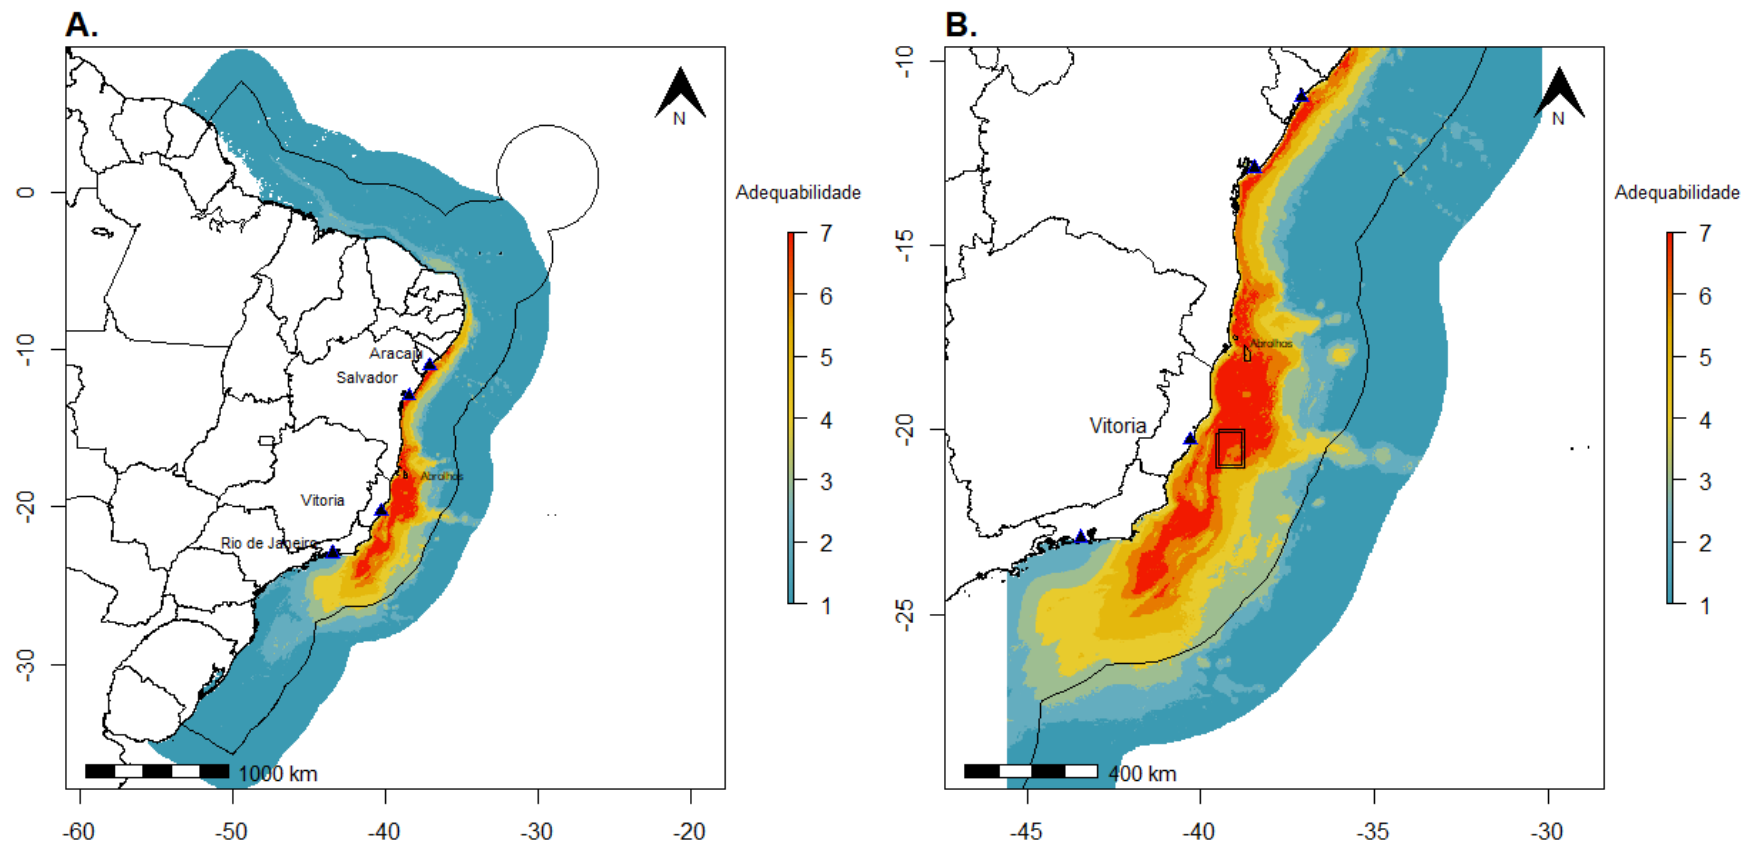 A.
N
Adequabilidade
7
6
5
4
3
2
1
0
-10
-20
-30
Aracaju
Salvador
Abrolhos
Vitoria
Rio de Janeiro
1000 km
-60
-50
-40
-30
-20
B.
N
Adequabilidade
7
6
5
4
3
2
1
-10
-15
-20
-25
Abrolhos
Vitoria
400 km
-45
-40
-35
-30